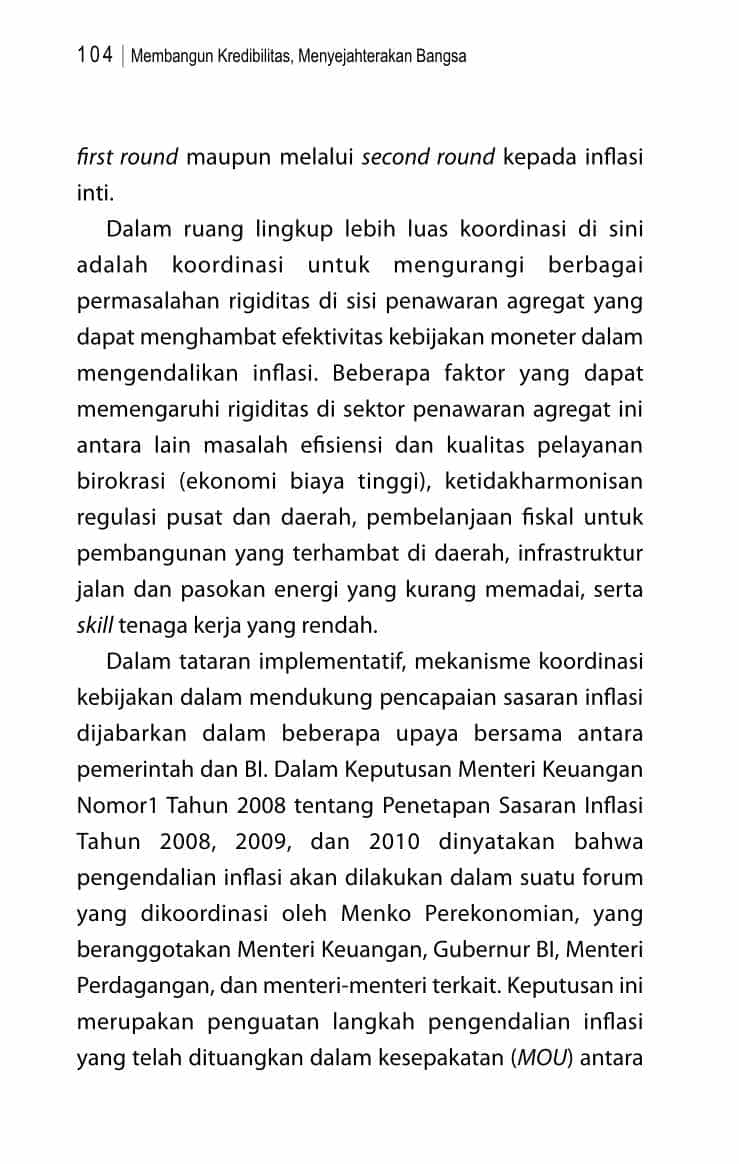 104 | Membangun Kredibilitas, Menyejahterakan Bangsa
first round maupun melalui second round kepada inflasi
inti.
Dalam ruang lingkup lebih luas koordinasi di sini
adalah koordinasi untuk mengurangi berbagai
permasalahan rigiditas di sisi penawaran agregat yang
dapat menghambat efektivitas kebijakan moneter dalam
mengendalikan inflasi. Beberapa faktor yang dapat
memengaruhi rigiditas di sektor penawaran agregat ini
antara lain masalah efisiensi dan kualitas pelayanan
birokrasi (ekonomi biaya tinggi), ketidakharmonisan
regulasi pusat dan daerah, pembelanjaan fiskal untuk
pembangunan yang terhambat di daerah, infrastruktur
jalan dan pasokan energi yang kurang memadai, serta
skill tenaga kerja yang rendah.
Dalam tataran implementatif, mekanisme koordinasi
kebijakan dalam mendukung pencapaian sasaran inflasi
dijabarkan dalam beberapa upaya bersama antara
pemerintah dan BI. Dalam Keputusan Menteri Keuangan
Nomor1 Tahun 2008 tentang Penetapan Sasaran Inflasi
Tahun 2008, 2009, dan 2010 dinyatakan bahwa
pengendalian inflasi akan dilakukan dalam suatu forum
yang dikoordinasi oleh Menko Perekonomian, yang
beranggotakan Menteri Keuangan, Gubernur BI, Menteri
Perdagangan, dan menteri-menteri terkait. Keputusan ini
merupakan penguatan langkah pengendalian inflasi
yang telah dituangkan dalam kesepakatan (MOU) antara